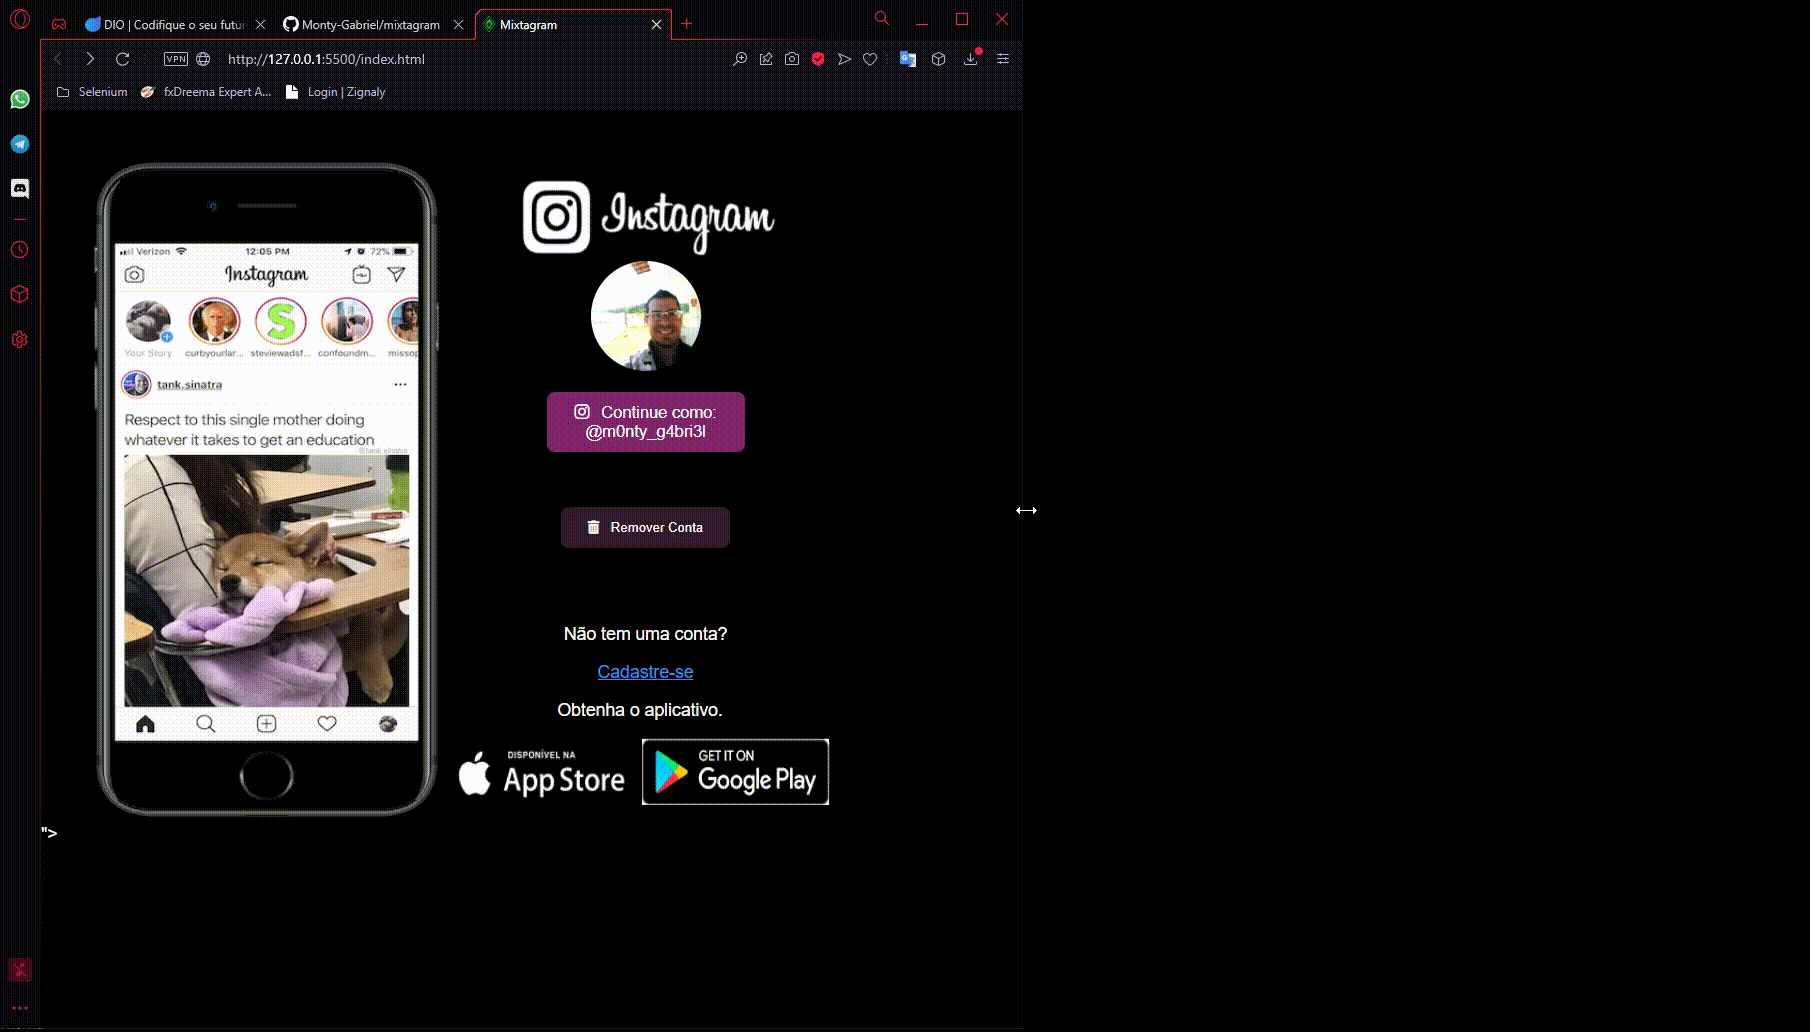 DIO | Codifique o seu futur
Monty-Gabriel/mixtagram
Mixtagram
VPN
http://127.0.0.1:5500/index.html
Selenium
fxDreema Expert A...
Login | Zignaly
Verizon
12:05 PM
72%
Instagram
Your Story
curbyourlar...
steviewadsf...
confoundm...
missop
tank.sinatra
Respect to this single mother doing
whatever it takes to get an education
@tank.sinatra
Instagram
Continue como:
@m0nty_g4bri3l
Remover Conta
Não tem uma conta?
Cadastre-se
Obtenha o aplicativo.
DISPONÍVEL NA
App Store
GET IT ON
Google Play
">